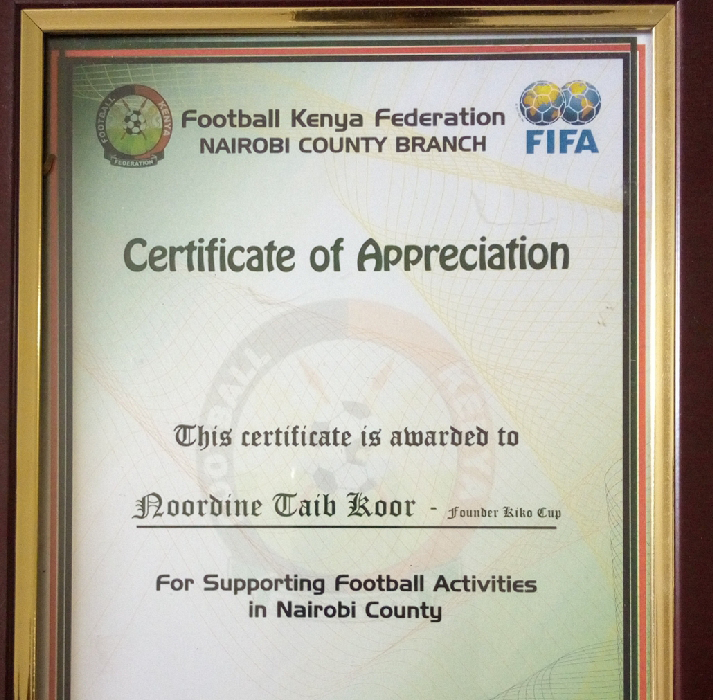 FOOTBALL KENYA
FEDERATION
Football Kenya Federation
NAIROBI COUNTY BRANCH
FIFA
Certificate of Appreciation
FOOTBALL KENYA
This certificate is awarded to
Noordine Taib Koor - Founder Kiko Cup
For Supporting Football Activities
in Nairobi County